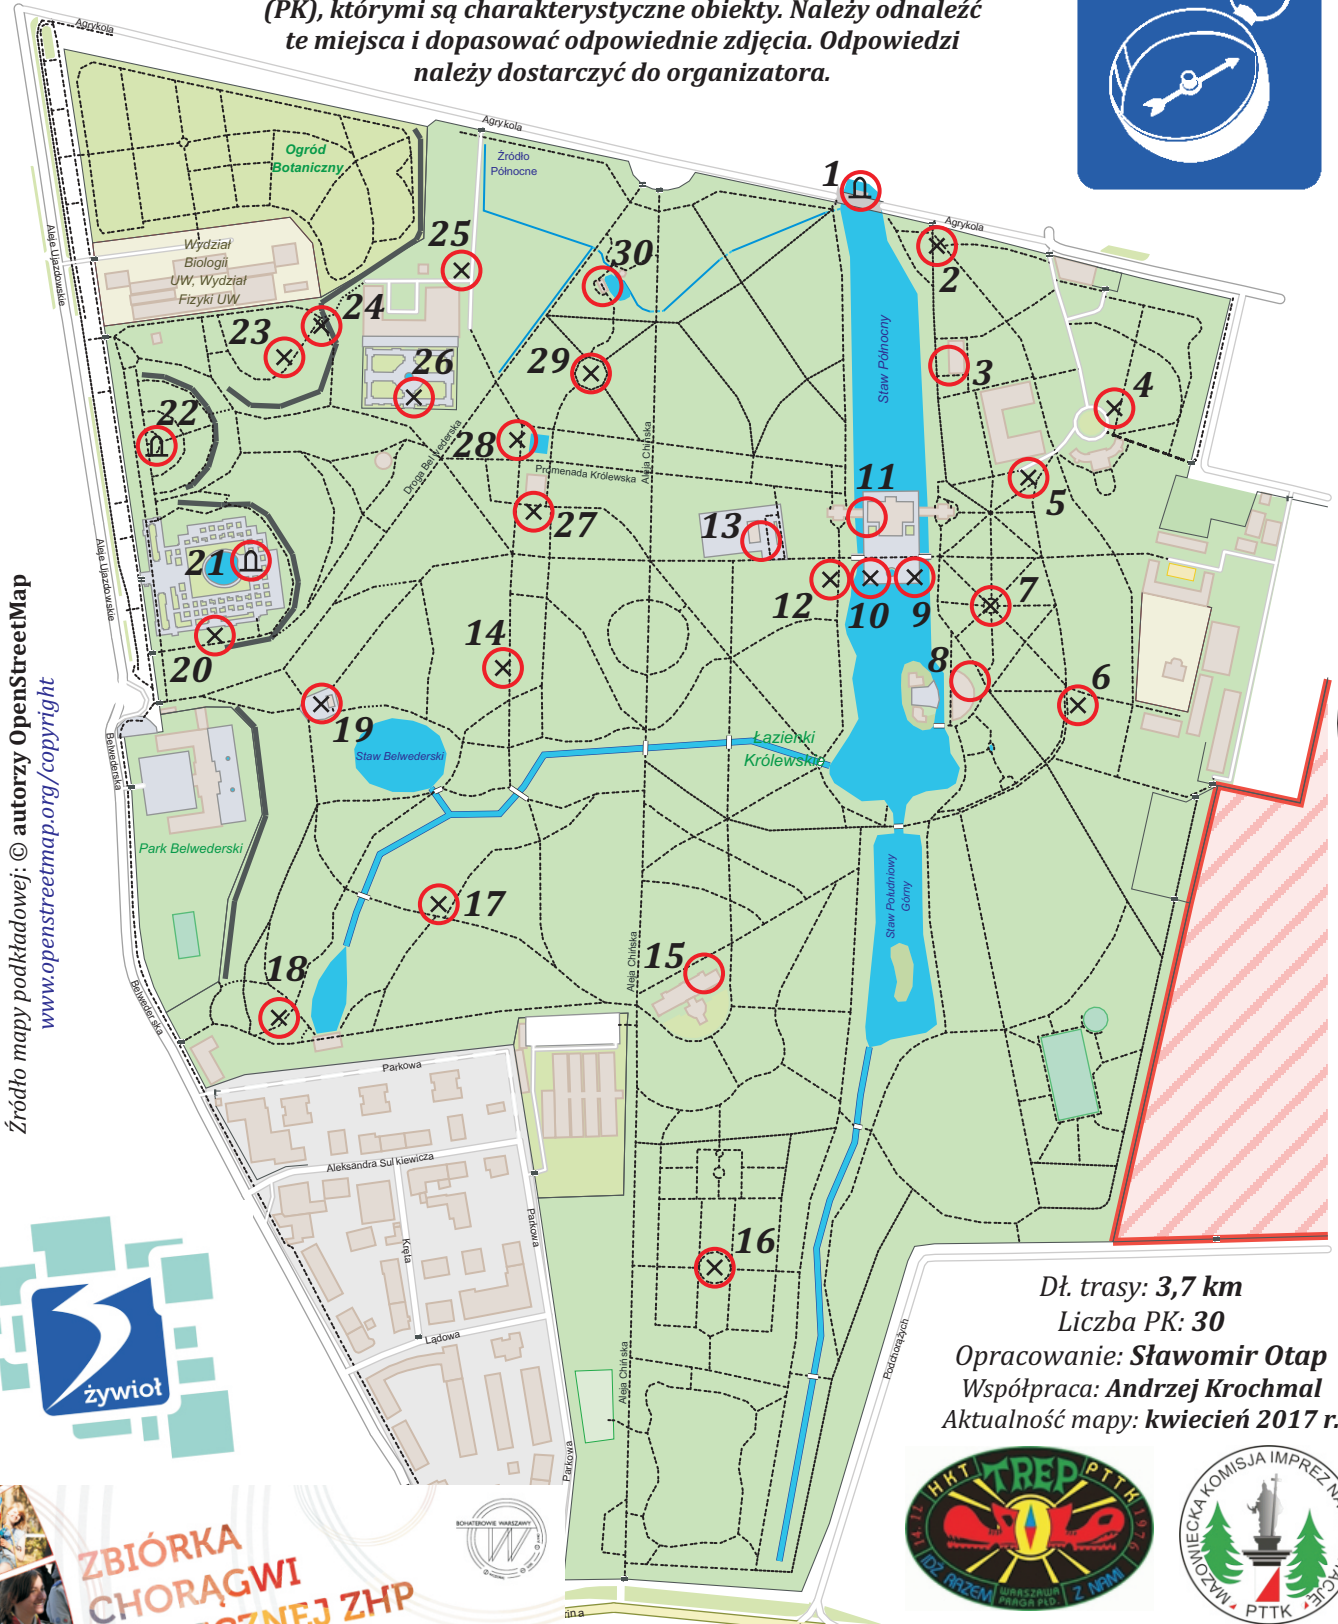 (PK), którymi są charakterystyczne obiekty. Należy odnaleźć
te miejsca i dopasować odpowiednie zdjęcia. Odpowiedzi
należy dostarczyć do organizatora.
Agrykola
Agrykola
Agrykola
Ogród
Botaniczny
Źródło
Północne
Wydział
Biologii
UW, Wydział
Fizyki UW
Aleje Ujazdowskie
Aleje Ujazdowskie
1
2
3
4
5
6
7
8
9
10
11
12
13
14
15
16
17
18
19
20
21
22
23
24
25
26
27
28
29
30
Staw Północny
Droga Belwederska
Aleja Chińska
Promenada Królewska
Łazienki
Królewskie
Staw Belwederski
Belwederska
Park Belwederski
Belwederska
Staw Południowy
Górny
Aleja Chińska
Parkowa
Aleksandra Sulkiewicza
Kręta
Parkowa
Lądowa
Aleja Chińska
Parkowa
Podchorążych
Źródło mapy podkładowej: © autorzy OpenStreetMap
www.openstreetmap.org/copyright
Dł. trasy: 3,7 km
Liczba PK: 30
Opracowanie: Sławomir Otap
Współpraca: Andrzej Krochmal
Aktualność mapy: kwiecień 2017 r.
żywioł
ZBIÓRKA
CHORĄGWI
ZHP
BOHATEROWIE WARSZAWY
14.11 HKT TREP PTTK 1976
IDŹ RAZEM Z NAMI
WARSZAWA
PRAGA PŁD.
MAZOWIECKA KOMISJA IMPREZ NA
PTTK